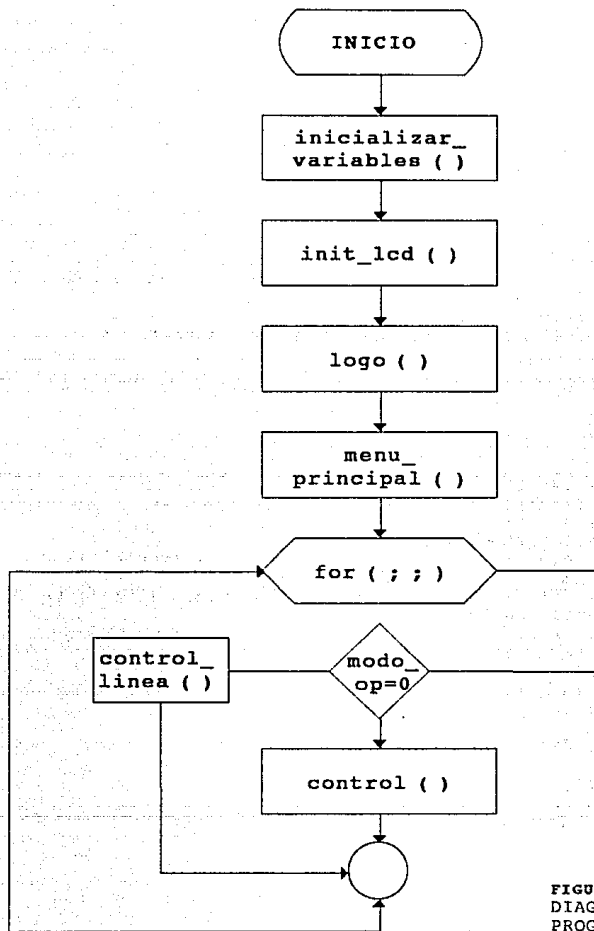 INICIO
inicializar_
variables ( )
init_lcd ( )
logo ( )
menu_
principal ( )
for ( ; ; )
control_
linea ( )
modo_
op=0
control ( )
FIGU
DIAG
PROG